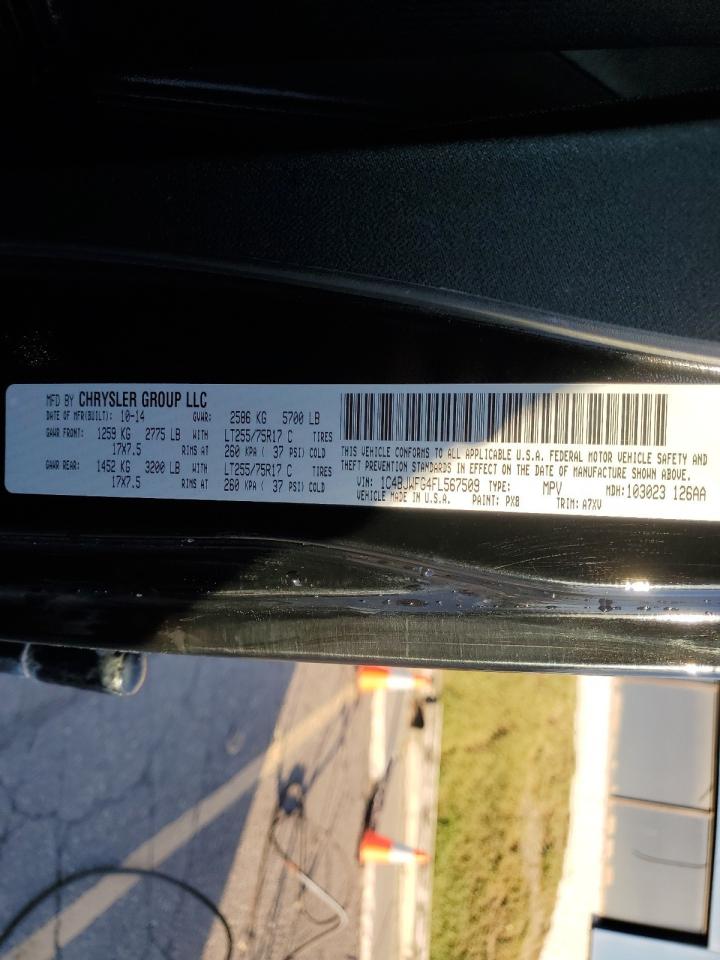 MFD BY CHRYSLER GROUP LLC
DATE OF MFR(BUILT): 10-14 GVWR: 2586 KG 5700 LB
GAWR FRONT: 1259 KG 2775 LB WITH LT255/75R17 C TIRES
17X7.5 RIMS AT 260 KPA ( 37 PSI) COLD
GAWR REAR: 1452 KG 3200 LB WITH LT255/75R17 C TIRES
17X7.5 RIMS AT 260 KPA ( 37 PSI) COLD
THIS VEHICLE CONFORMS TO ALL APPLICABLE U.S.A. FEDERAL MOTOR VEHICLE SAFETY AND
THEFT PREVENTION STANDARDS IN EFFECT ON THE DATE OF MANUFACTURE SHOWN ABOVE.
VIN: 1C4BJWFG4FL567509 TYPE: MPV MDH: 103023 126AA
VEHICLE MADE IN U.S.A. PAINT: PX8 TRIM: A7XV